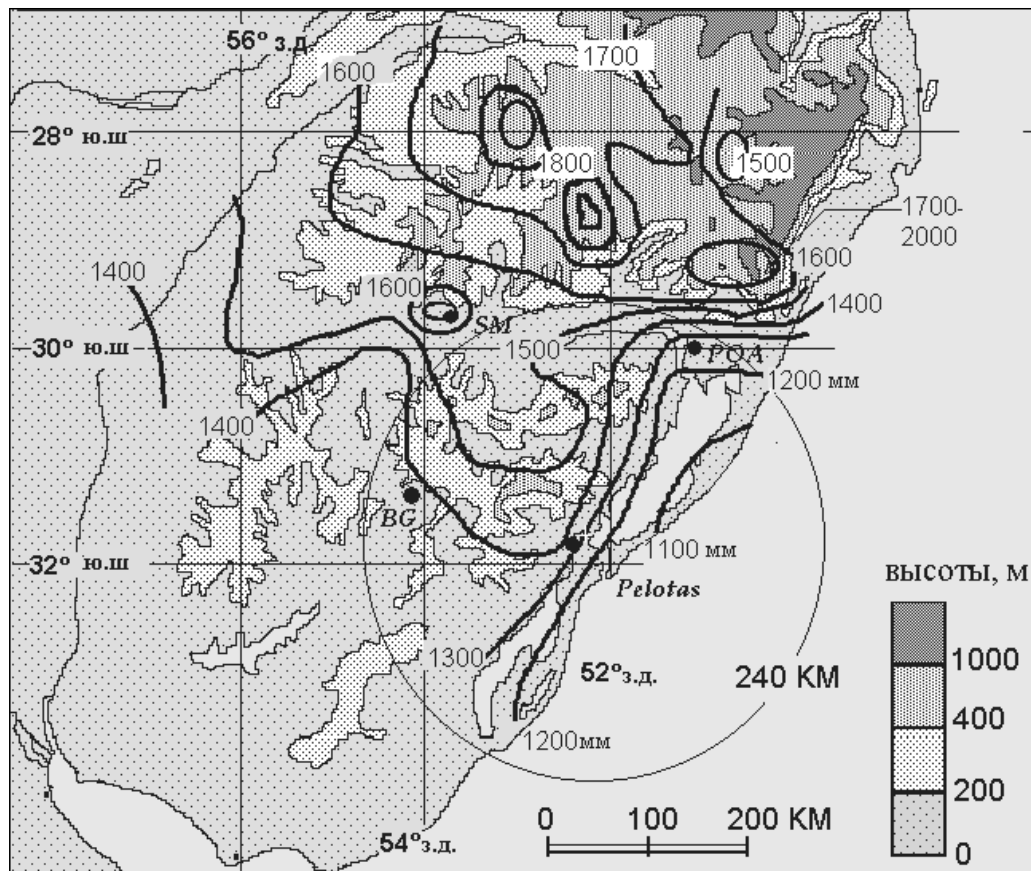 56° з.д
1600
1700
28° ю.ш
1800
1500
1700-
2000
1400
1600
1600
1400
SM
1500
30° ю.ш
POA
1200 мм
1400
BG
1100 мм
32° ю.ш
Pelotas
ВЫСОТЫ, М
1300
52° з.д.
240 КМ
1000
400
1200мм
200
54° з.д.
0 100 200 КМ
0